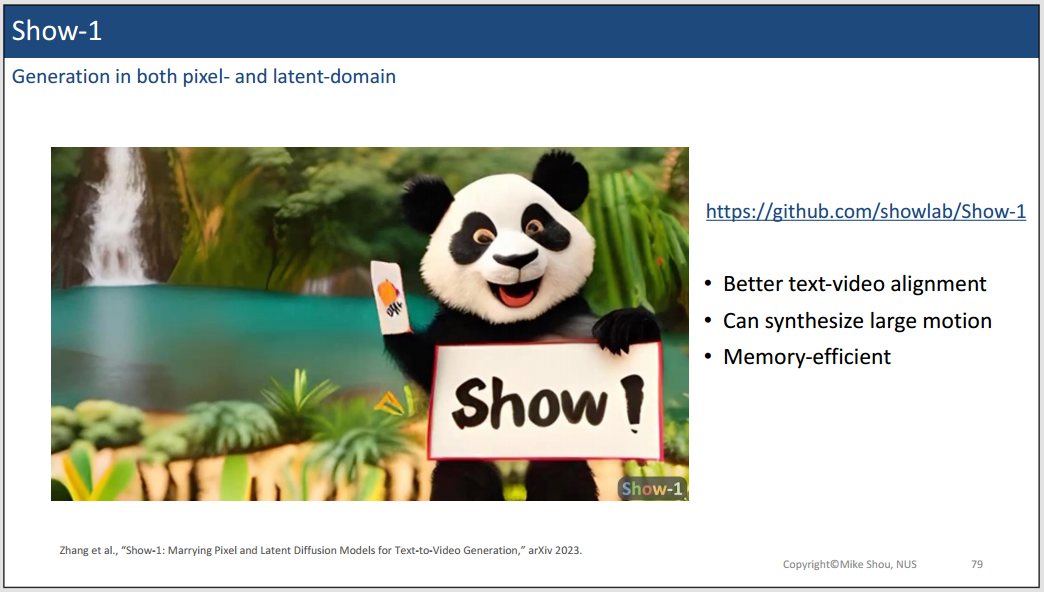 Show-1
Generation in both pixel- and latent-domain
https://github.com/showlab/Show-1
• Better text-video alignment
• Can synthesize large motion
• Memory-efficient
Show!
Show-1
Zhang et al., “Show-1: Marrying Pixel and Latent Diffusion Models for Text-to-Video Generation,” arXiv 2023.
Copyright©Mike Shou, NUS
79